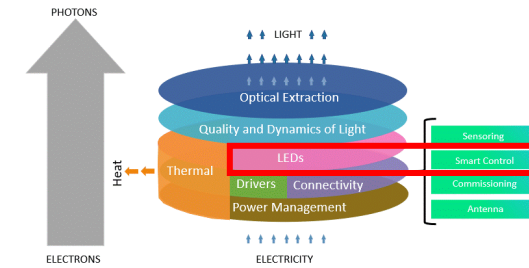 PHOTONS
LIGHT
Optical Extraction
Quality and Dynamics of Light
Sensoring
LEDs
Smart Control
Heat
Thermal
Drivers
Connectivity
Commissioning
Power Management
Antenna
ELECTRONS
ELECTRICITY